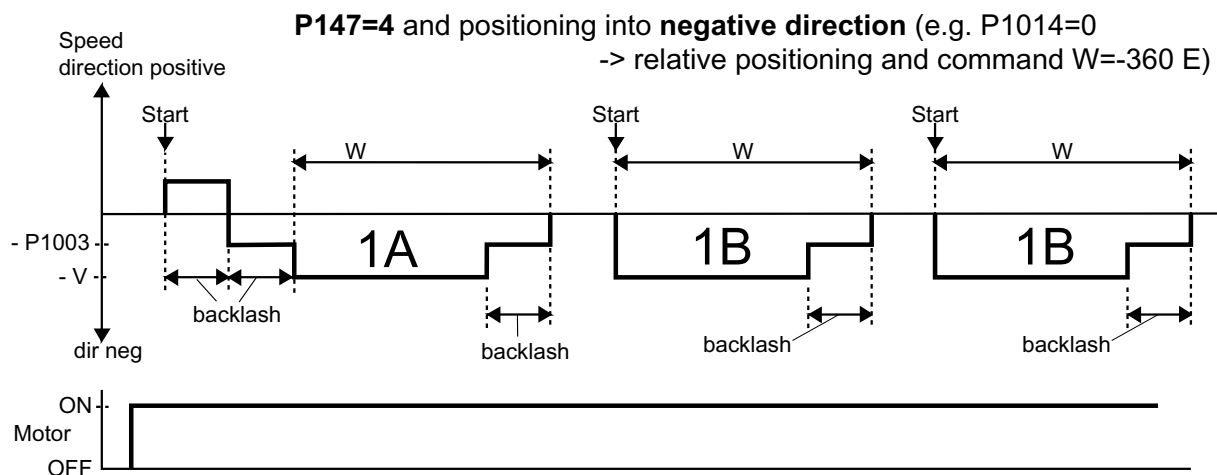 P147=4 and positioning into negative direction (e.g. P1014=0
-> relative positioning and command W=-360 E)
Speed
direction positive
Start
Start
Start
W
W
W
- P1003
1A
1B
1B
- V
backlash
backlash
backlash
backlash
dir neg
ON
Motor
OFF